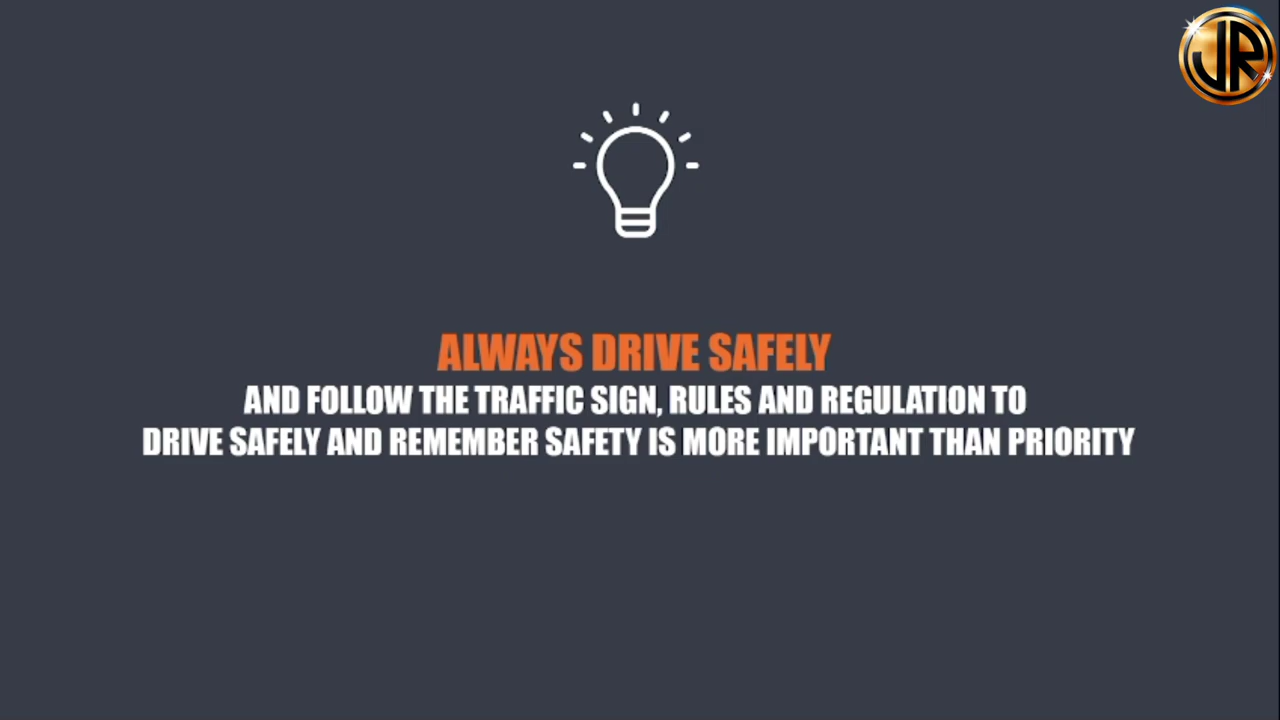 JR
ALWAYS DRIVE SAFELY
AND FOLLOW THE TRAFFIC SIGN, RULES AND REGULATION TO
DRIVE SAFELY AND REMEMBER SAFETY IS MORE IMPORTANT THAN PRIORITY